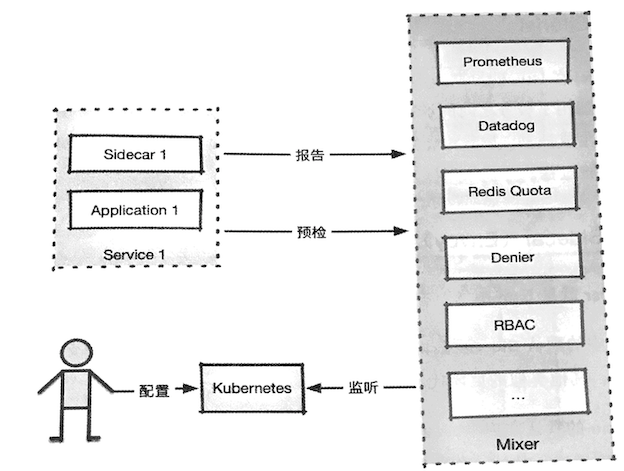 Prometheus
Datadog
Redis Quota
Denier
RBAC
...
Mixer
Sidecar 1
Application 1
Service 1
报告
预检
配置
Kubernetes
监听